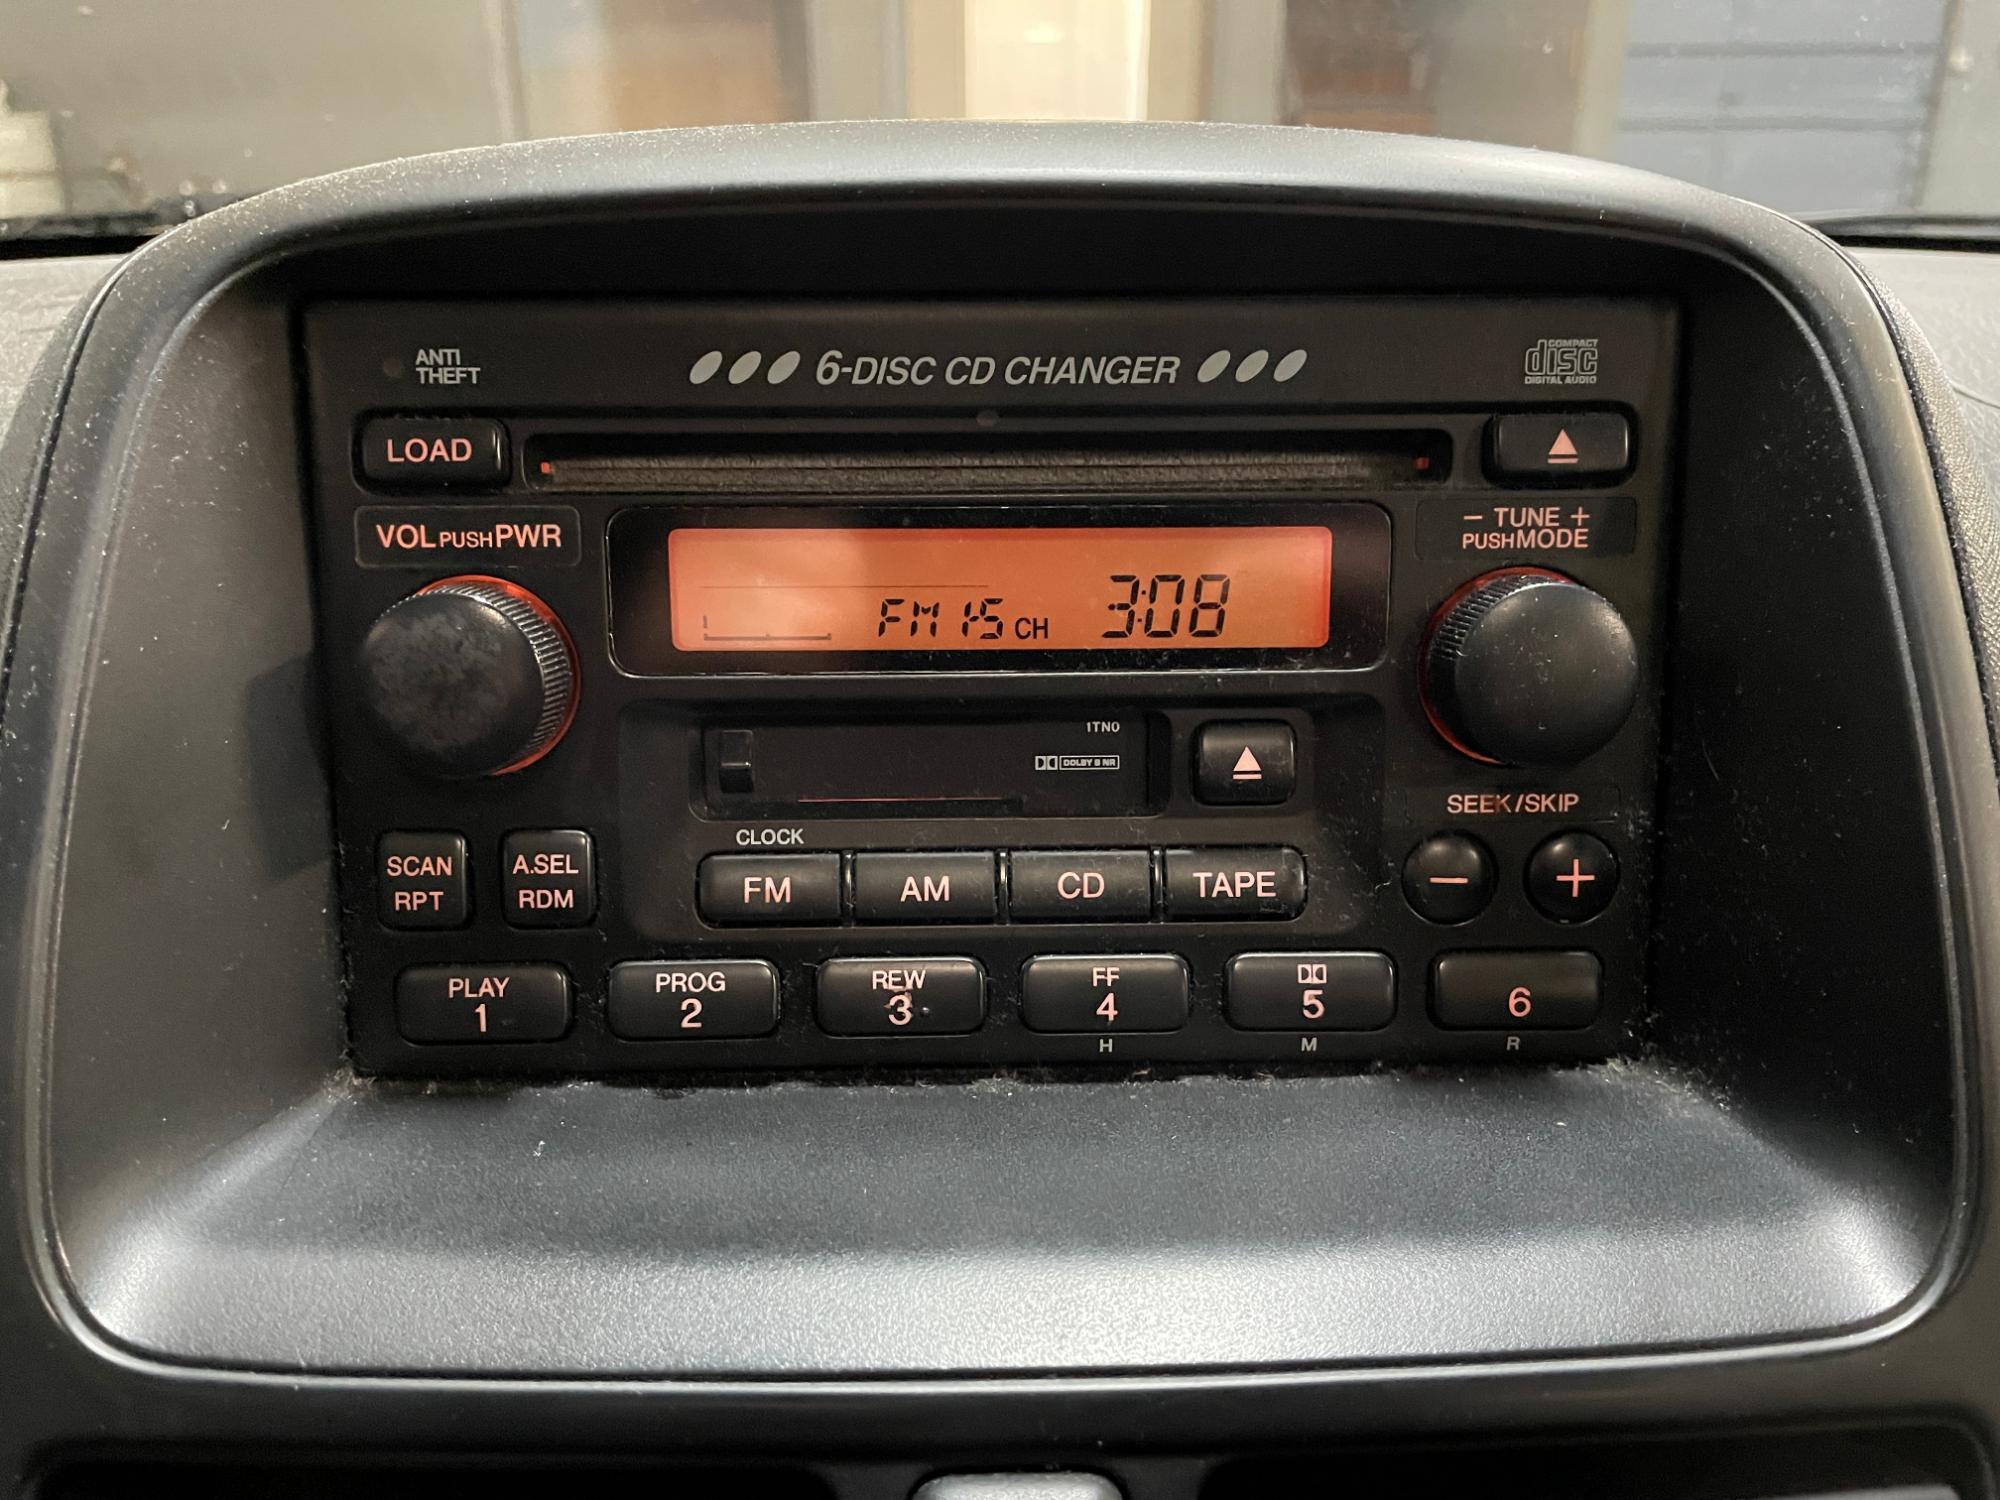 ANTI
THEFT
6-DISC CD CHANGER
COMPACT
disc
DIGITAL AUDIO
LOAD
VOL PUSH PWR
- TUNE +
PUSH MODE
FM 1-5 CH 3:08
1TN0
DOLBY B NR
SEEK/SKIP
CLOCK
SCAN
RPT
A.SEL
RDM
FM AM CD TAPE
- +
PLAY
1
PROG
2
REW
3
FF
4
5
6
H M R